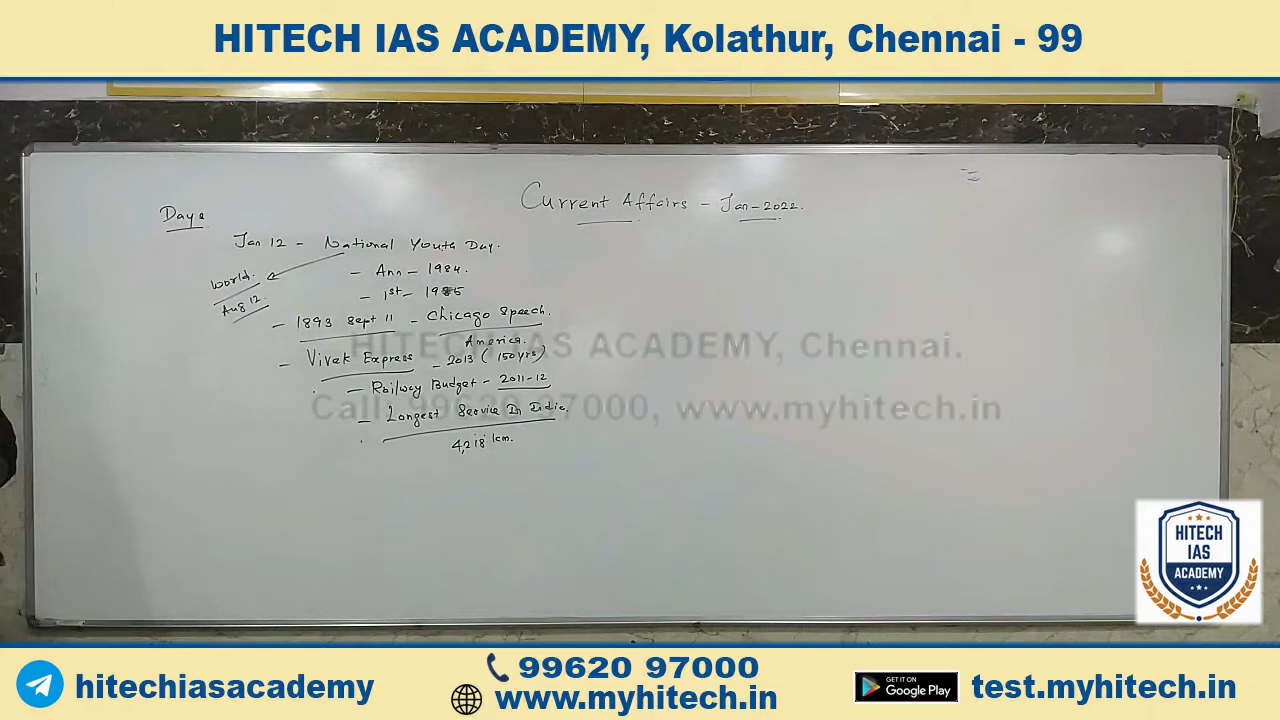 HITECH IAS ACADEMY, Kolathur, Chennai - 99
Current Affairs - Jan-2022.
Days
Jan 12 - National Youth Day.
World.
Aug 12.
- Ann - 1984.
- 1st - 1985
- 1893 Sept 11 - Chicago Speech.
America.
- Vivek Express - 2013 (150yrs)
- Railway Budget - 2011-12
- Longest Service In India.
4,218 km.
HITECH IAS ACADEMY, Chennai.
Call: 99620 97000, www.myhitech.in
HITECH
IAS
ACADEMY
hitechiasacademy
99620 97000
www.myhitech.in
GET IT ON
Google Play
test.myhitech.in